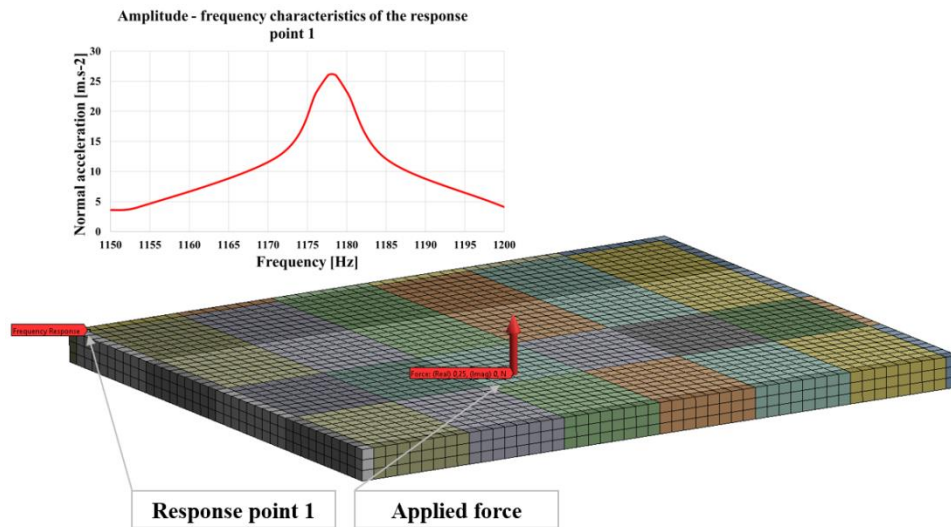 Amplitude - frequency characteristics of the response
point 1
Normal acceleration [m.s-2]
30
25
20
15
10
5
0
1150 1155 1160 1165 1170 1175 1180 1185 1190 1195 1200
Frequency [Hz]
Frequency Response
Force: (Real) 0,15, (Imag) 0, N
Response point 1
Applied force